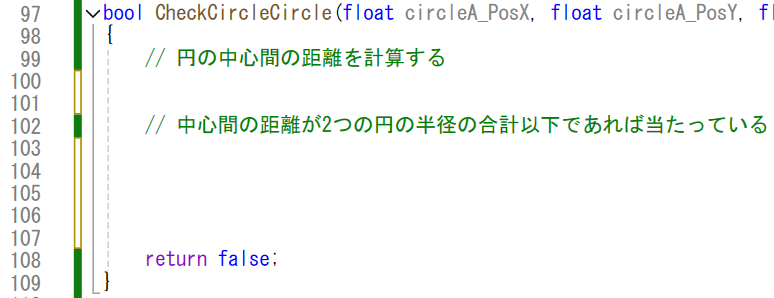 97 bool CheckCircleCircle(float circleA_PosX, float circleA_PosY, fl
98 {
99 // 円の中心間の距離を計算する
100
101
102 // 中心間の距離が2つの円の半径の合計以下であれば当たっている
103
104
105
106
107
108 return false;
109 }